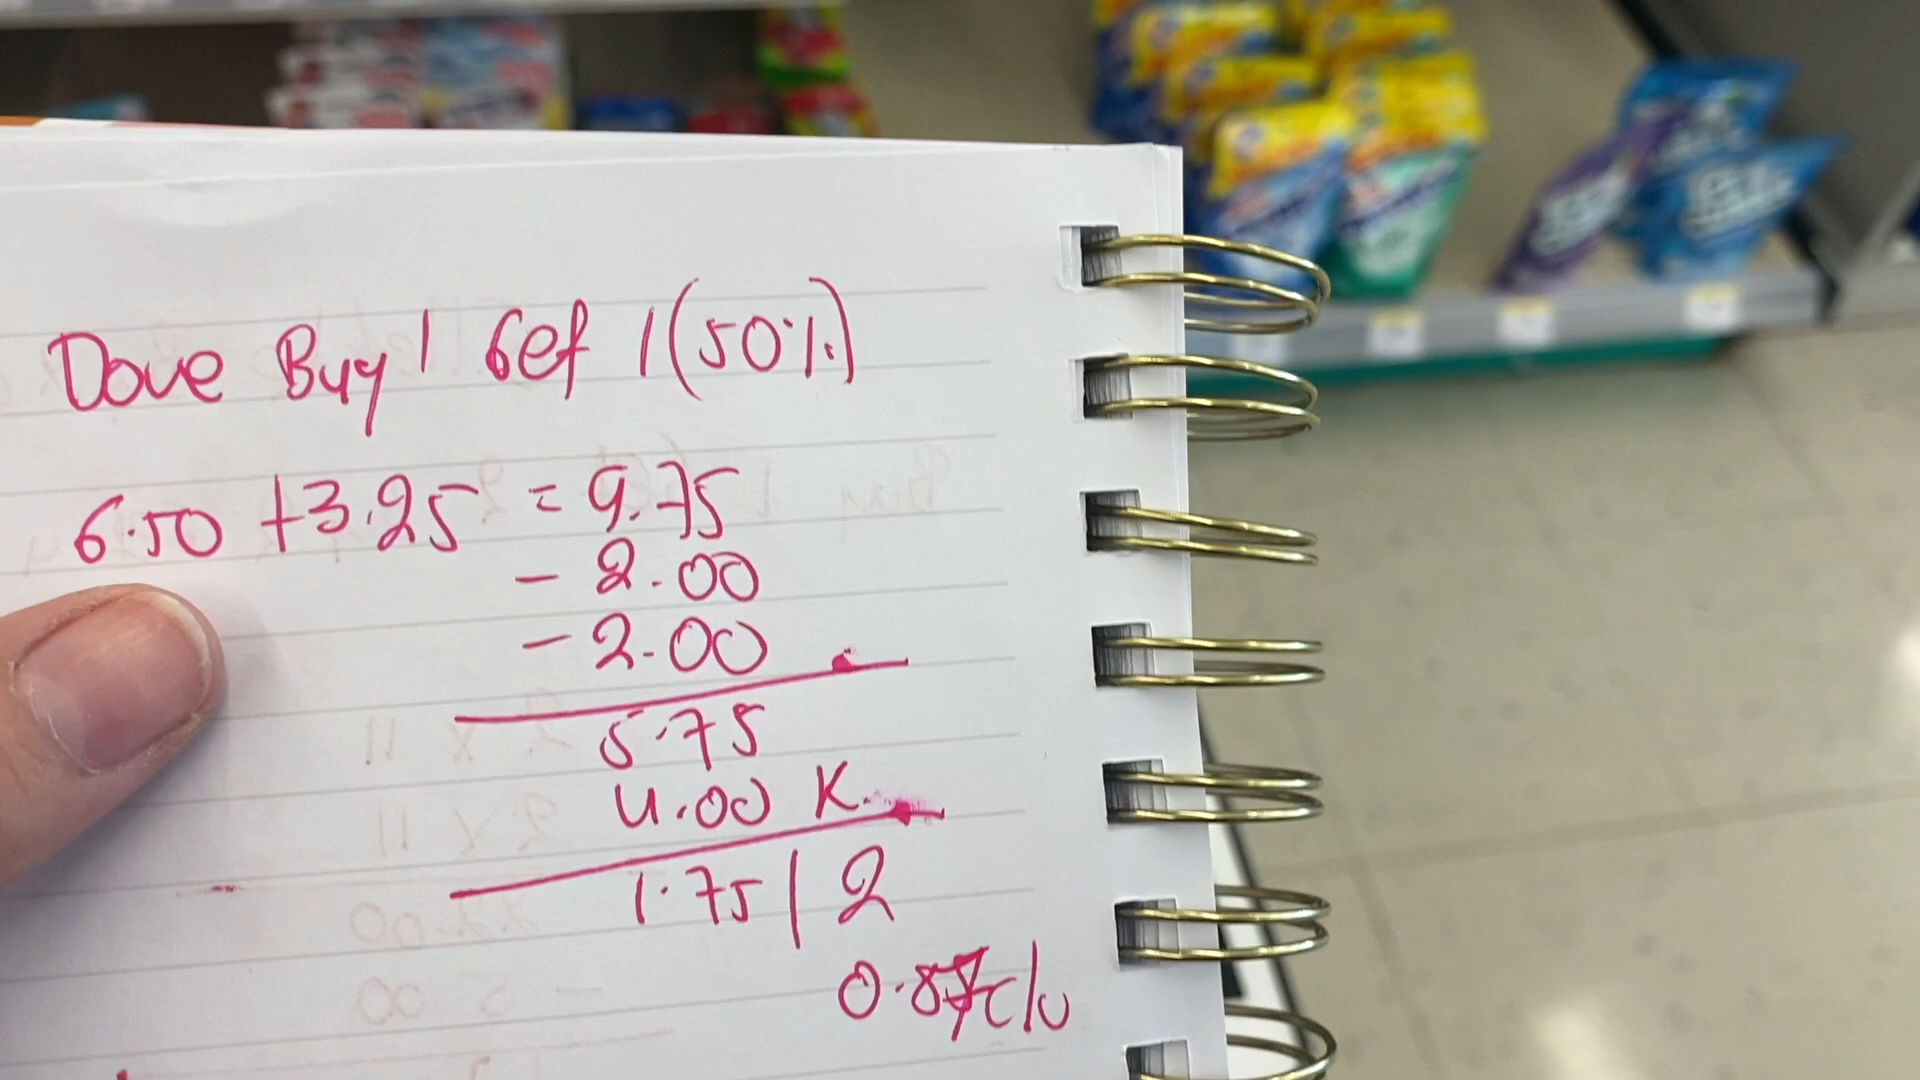 Dove Buy 1 Get 1 (50%)
6.50 + 3.25 = 9.75
- 2.00
- 2.00
5.75
4.00 K.
1.75 | 2
0.87 c/u